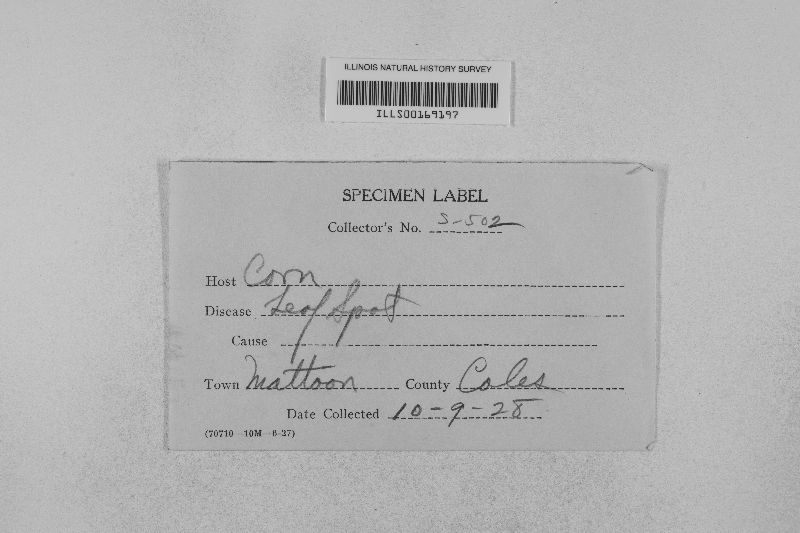 ILLINOIS NATURAL HISTORY SURVEY
ILLS00169197
SPECIMEN LABEL
Collector's No. S-502
Host Corn
Disease Leaf Spot
Cause
Town Mattoon County Coles
Date Collected 10-9-28
(70710—10M—6-27)